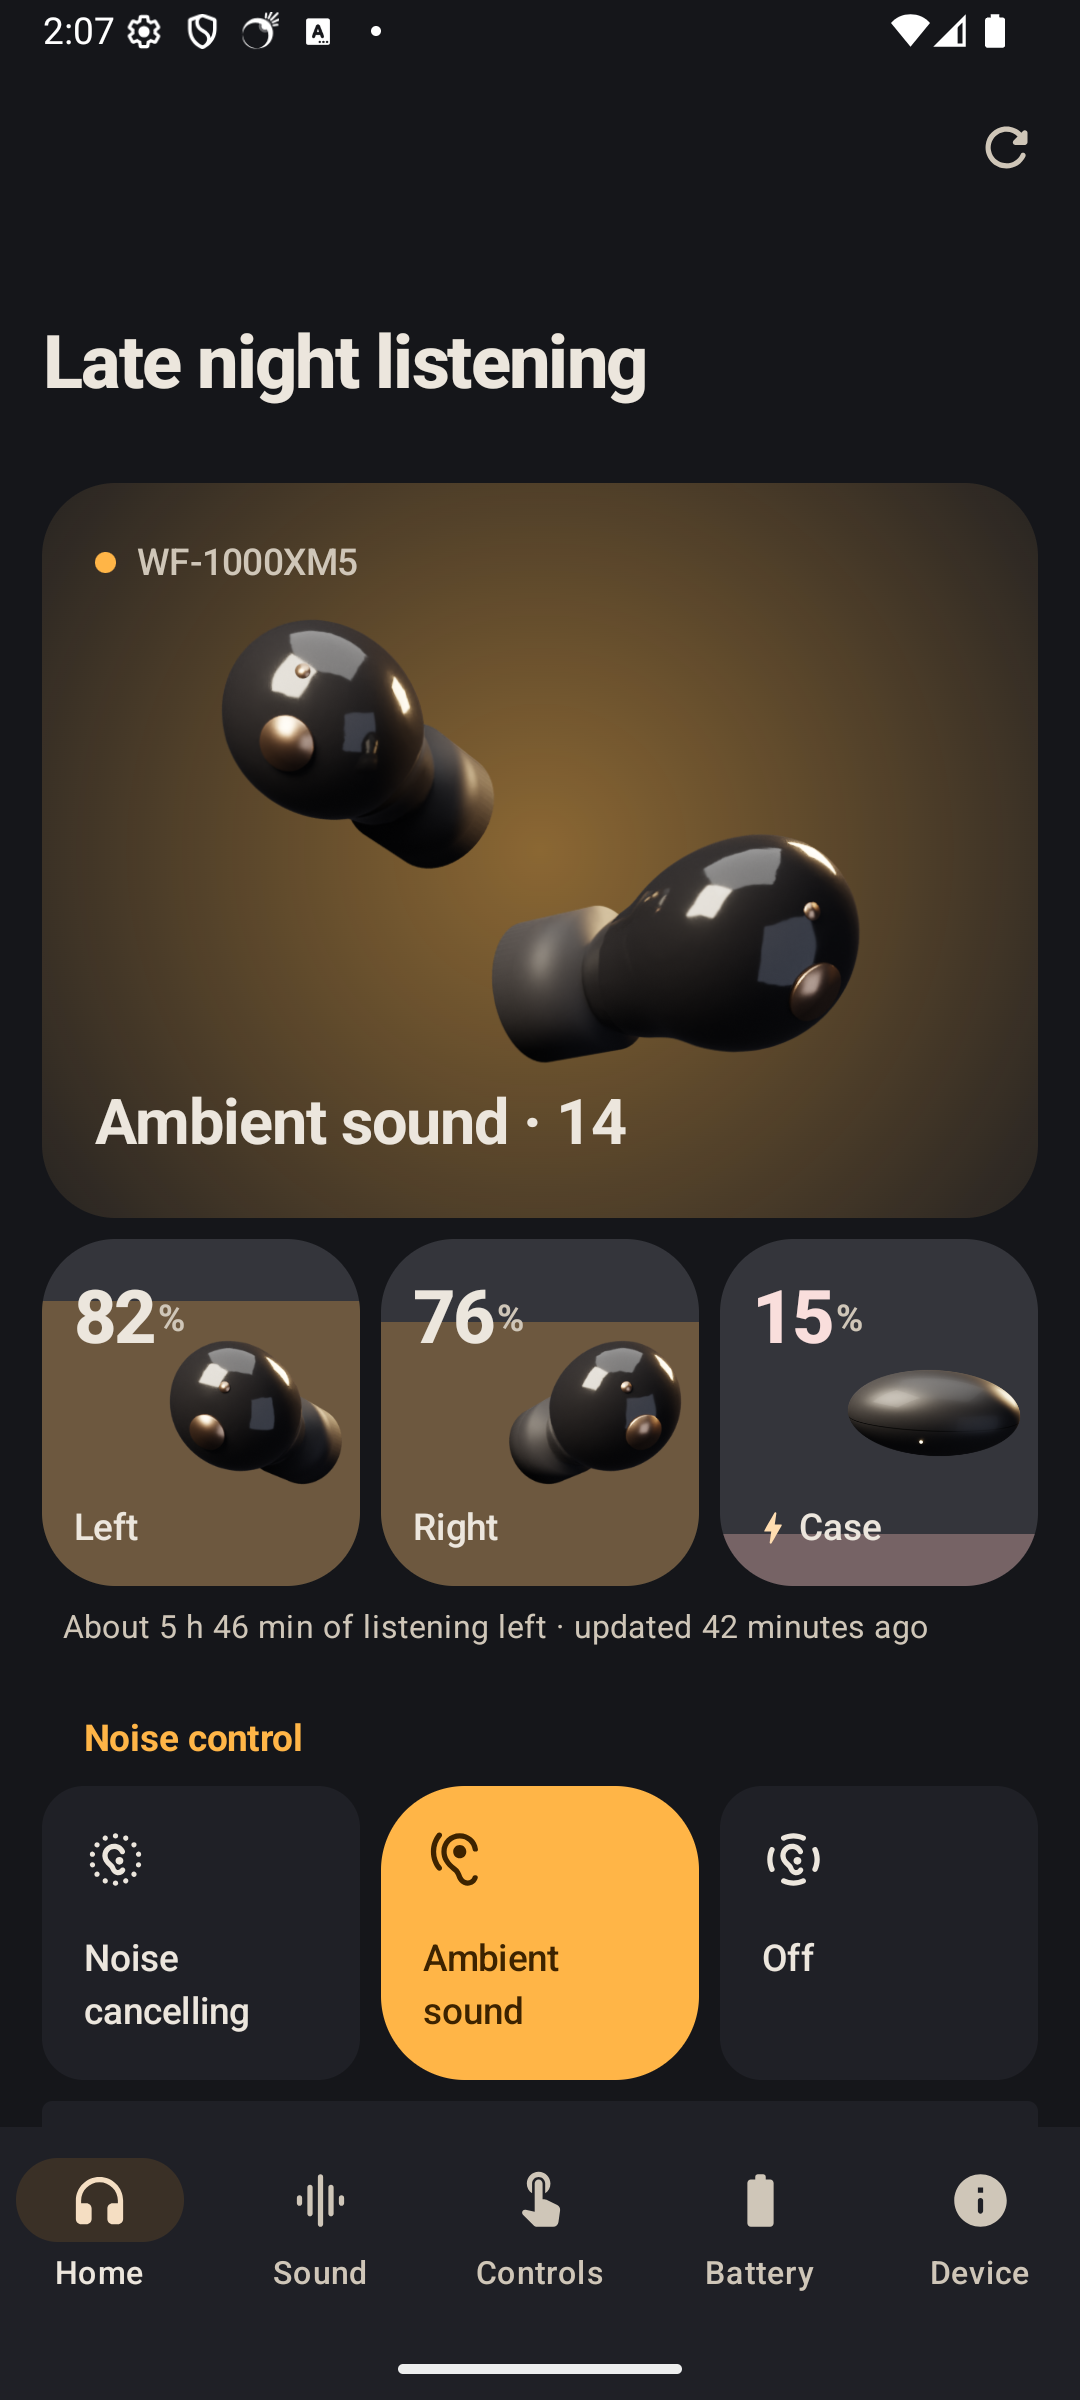 2:07
Late night listening
WF-1000XM5
Ambient sound · 14
82%
76%
15%
Left
Right
Case
About 5 h 46 min of listening left · updated 42 minutes ago
Noise control
Noise
cancelling
Ambient
sound
Off
Home
Sound
Controls
Battery
Device